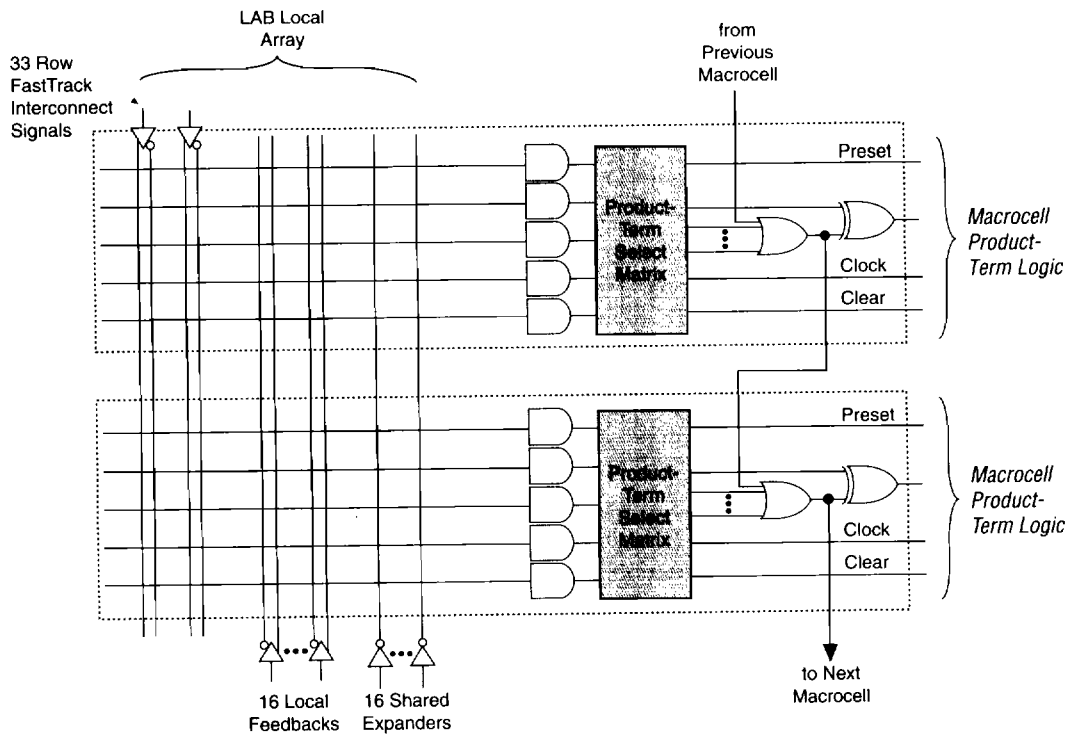 LAB Local
Array
33 Row
FastTrack
Interconnect
Signals
from
Previous
Macrocell
Preset
Product-
Term
Select
Matrix
Clock
Clear
Macrocell
Product-
Term Logic
Preset
Product-
Term
Select
Matrix
Clock
Clear
Macrocell
Product-
Term Logic
16 Local
Feedbacks
16 Shared
Expanders
to Next
Macrocell